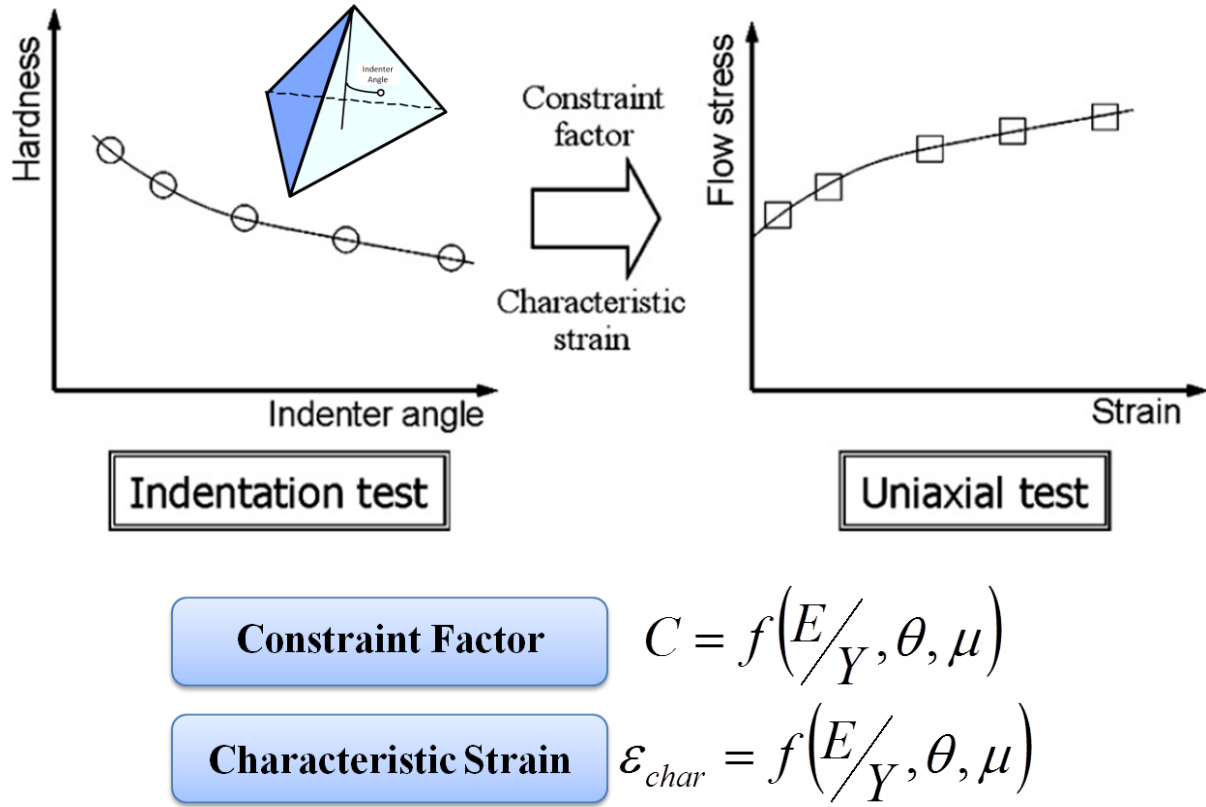 Hardness
Indenter
Angle
Indenter angle
Indentation test
Constraint
factor
Characteristic
strain
Flow stress
Strain
Uniaxial test
Constraint Factor
C = f(E/Y, θ, μ)
Characteristic Strain
ε_char = f(E/Y, θ, μ)